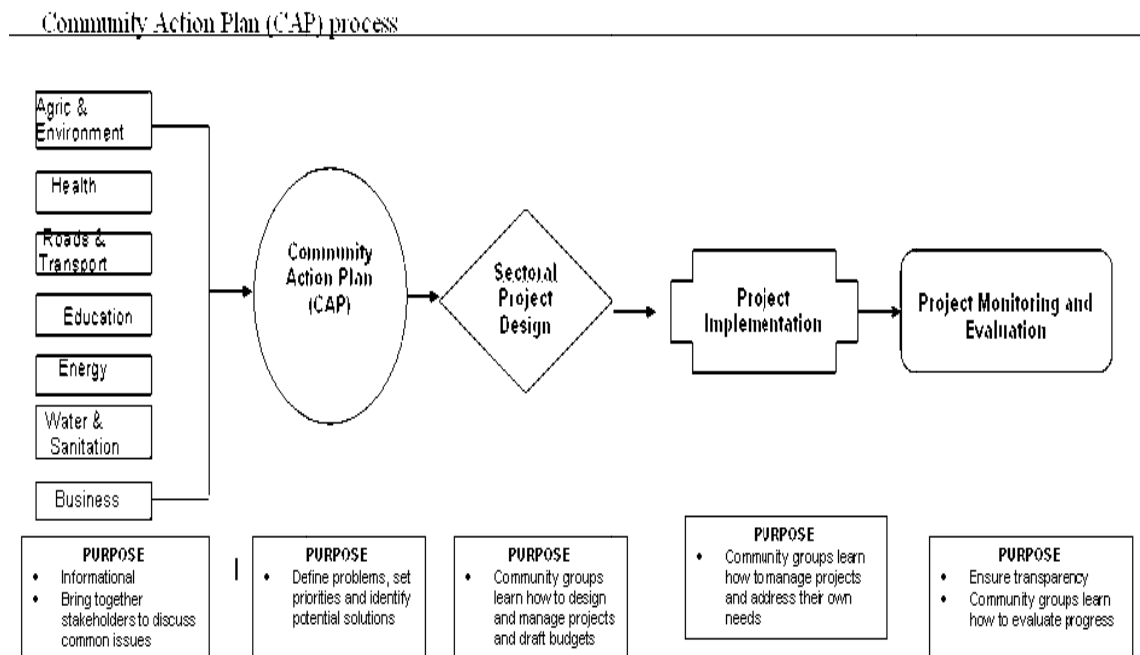 Community Action Plan (CAP) process
Agric &
Environment
Health
Roads &
Transport
Education
Energy
Water &
Sanitation
Business
Community
Action Plan
(CAP)
Sectoral
Project
Design
Project
Implementation
Project Monitoring and
Evaluation
PURPOSE
• Informational
• Bring together
stakeholders to discuss
common issues
PURPOSE
• Define problems, set
priorities and identify
potential solutions
PURPOSE
• Community groups
learn how to design
and manage projects
and draft budgets
PURPOSE
• Community groups learn
how to manage projects
and address their own
needs
PURPOSE
• Ensure transparency
• Community groups learn
how to evaluate progress